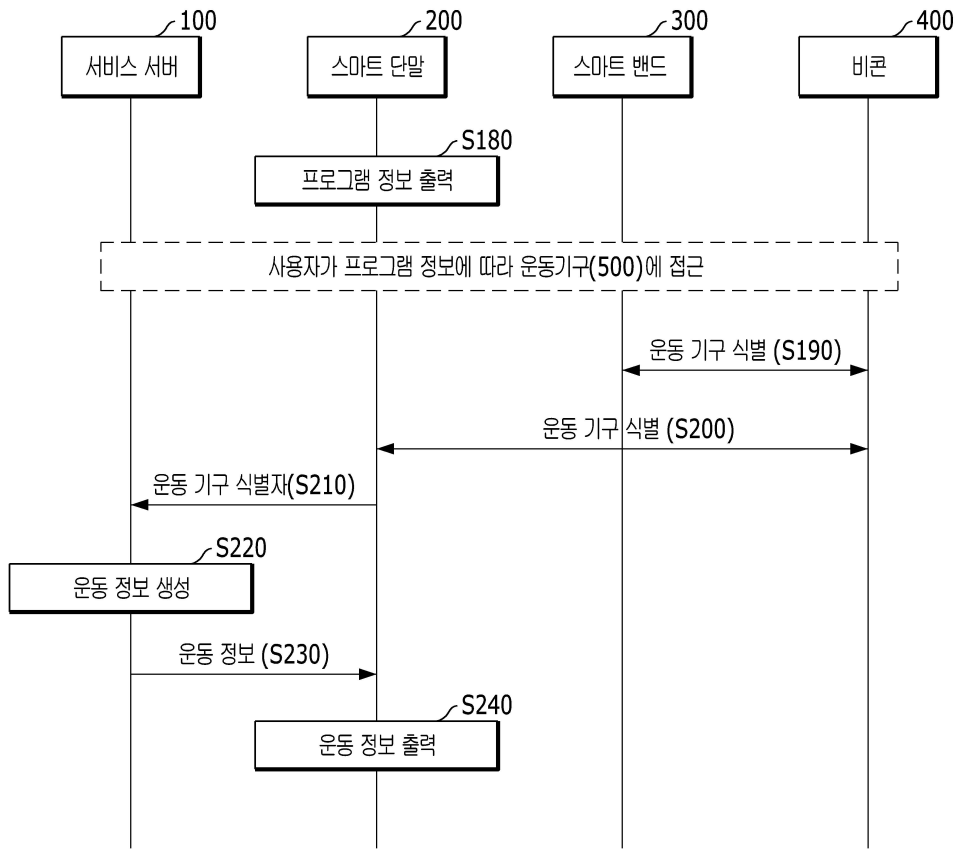 100
200
300
400
서비스 서버
스마트 단말
스마트 밴드
비콘
S180
프로그램 정보 출력
사용자가 프로그램 정보에 따라 운동기구(500)에 접근
운동 기구 식별 (S190)
운동 기구 식별 (S200)
운동 기구 식별자(S210)
S220
운동 정보 생성
운동 정보 (S230)
S240
운동 정보 출력